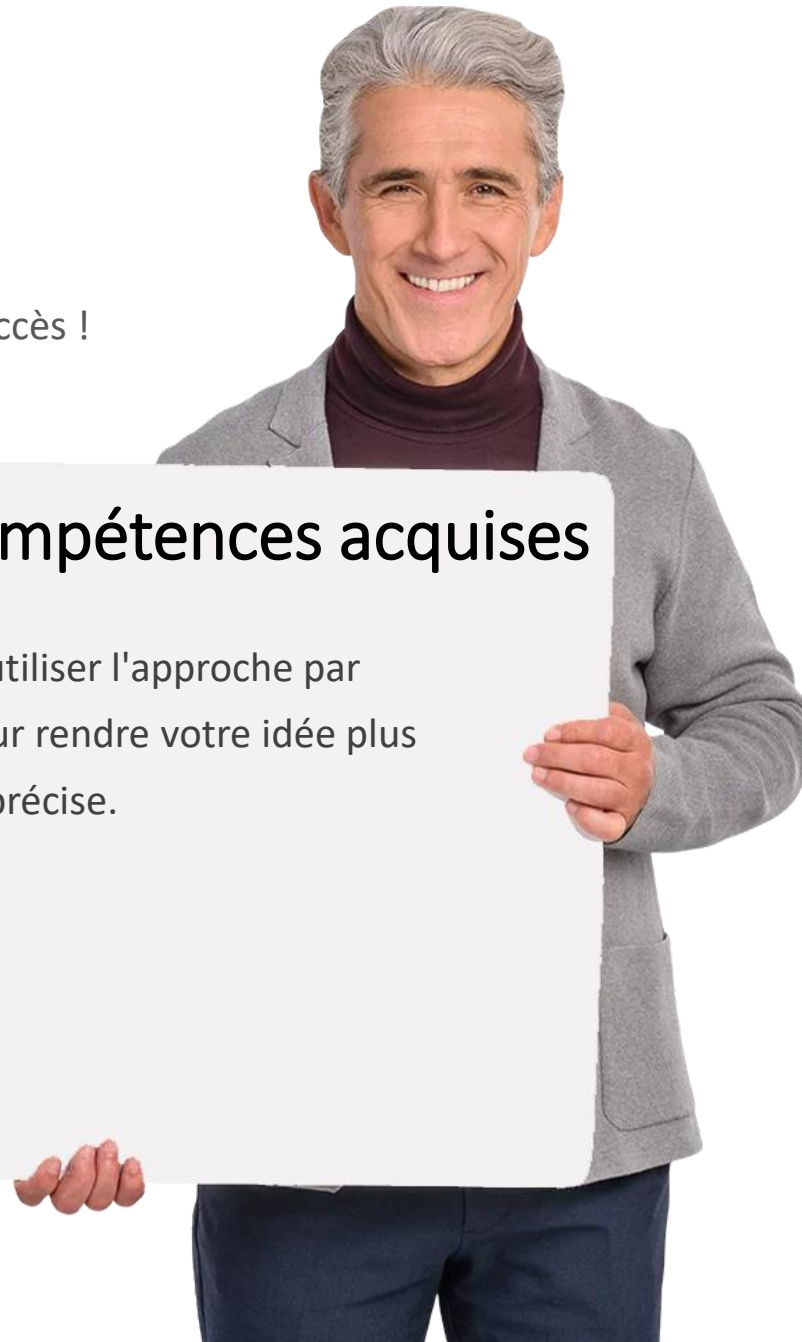 ccès !
mpétences acquises
utiliser l'approche par
ur rendre votre idée plus
précise.